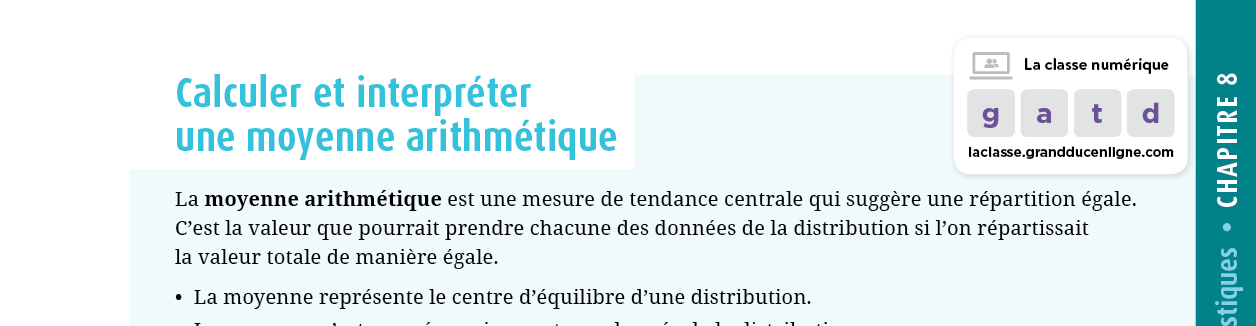 Calculer et interpréter
une moyenne arithmétique
La classe numérique
g a t d
laclasse.grandducenligne.com
La moyenne arithmétique est une mesure de tendance centrale qui suggère une répartition égale.
C’est la valeur que pourrait prendre chacune des données de la distribution si l’on répartissait
la valeur totale de manière égale.
• La moyenne représente le centre d’équilibre d’une distribution.
stiques • CHAPITRE 8